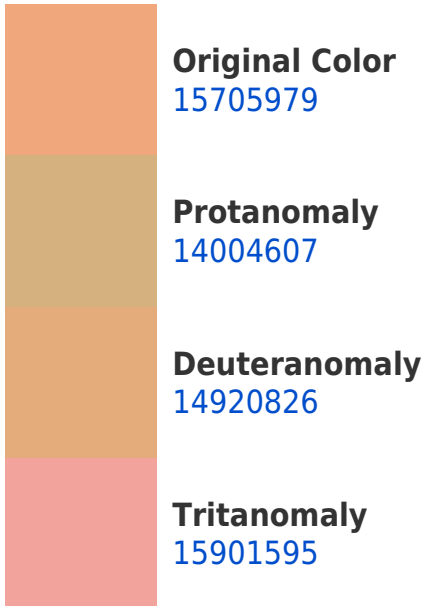 Original Color
15705979
Protanomaly
14004607
Deuteranomaly
14920826
Tritanomaly
15901595